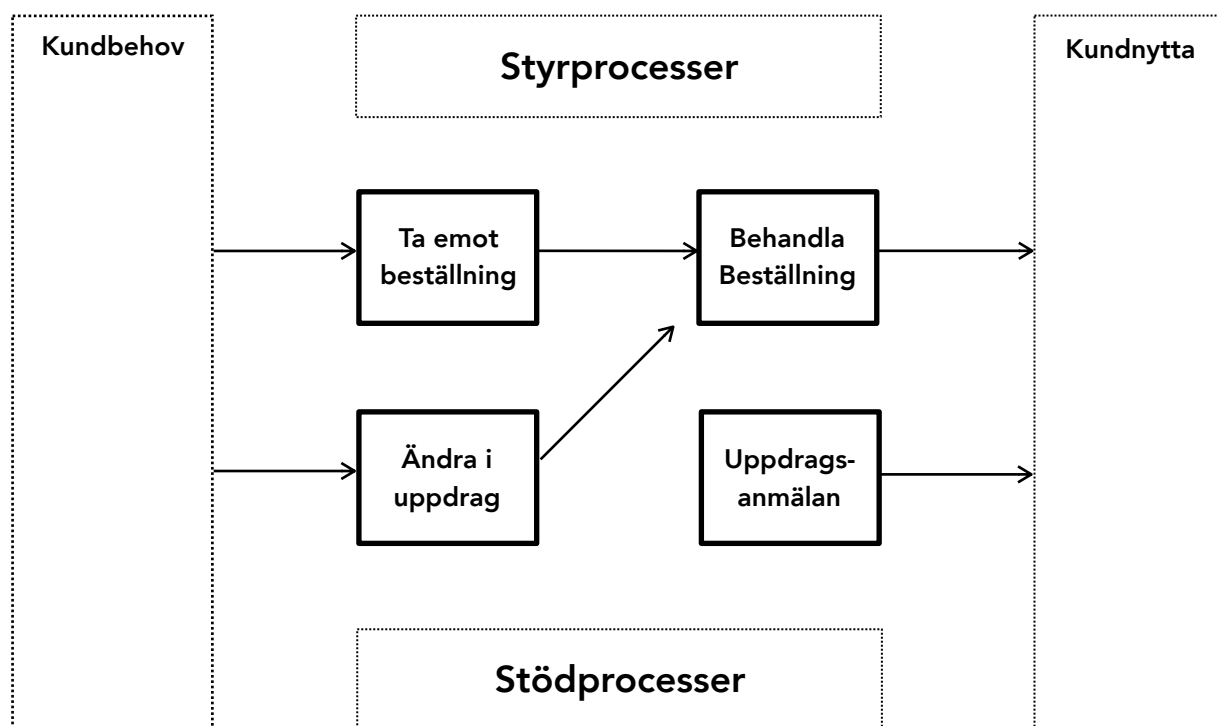 Kundbehov
Styrprocesser
Kundnytta
Ta emot
beställning
Behandla
Beställning
Ändra i
uppdrag
Uppdrags-
anmälan
Stödprocesser